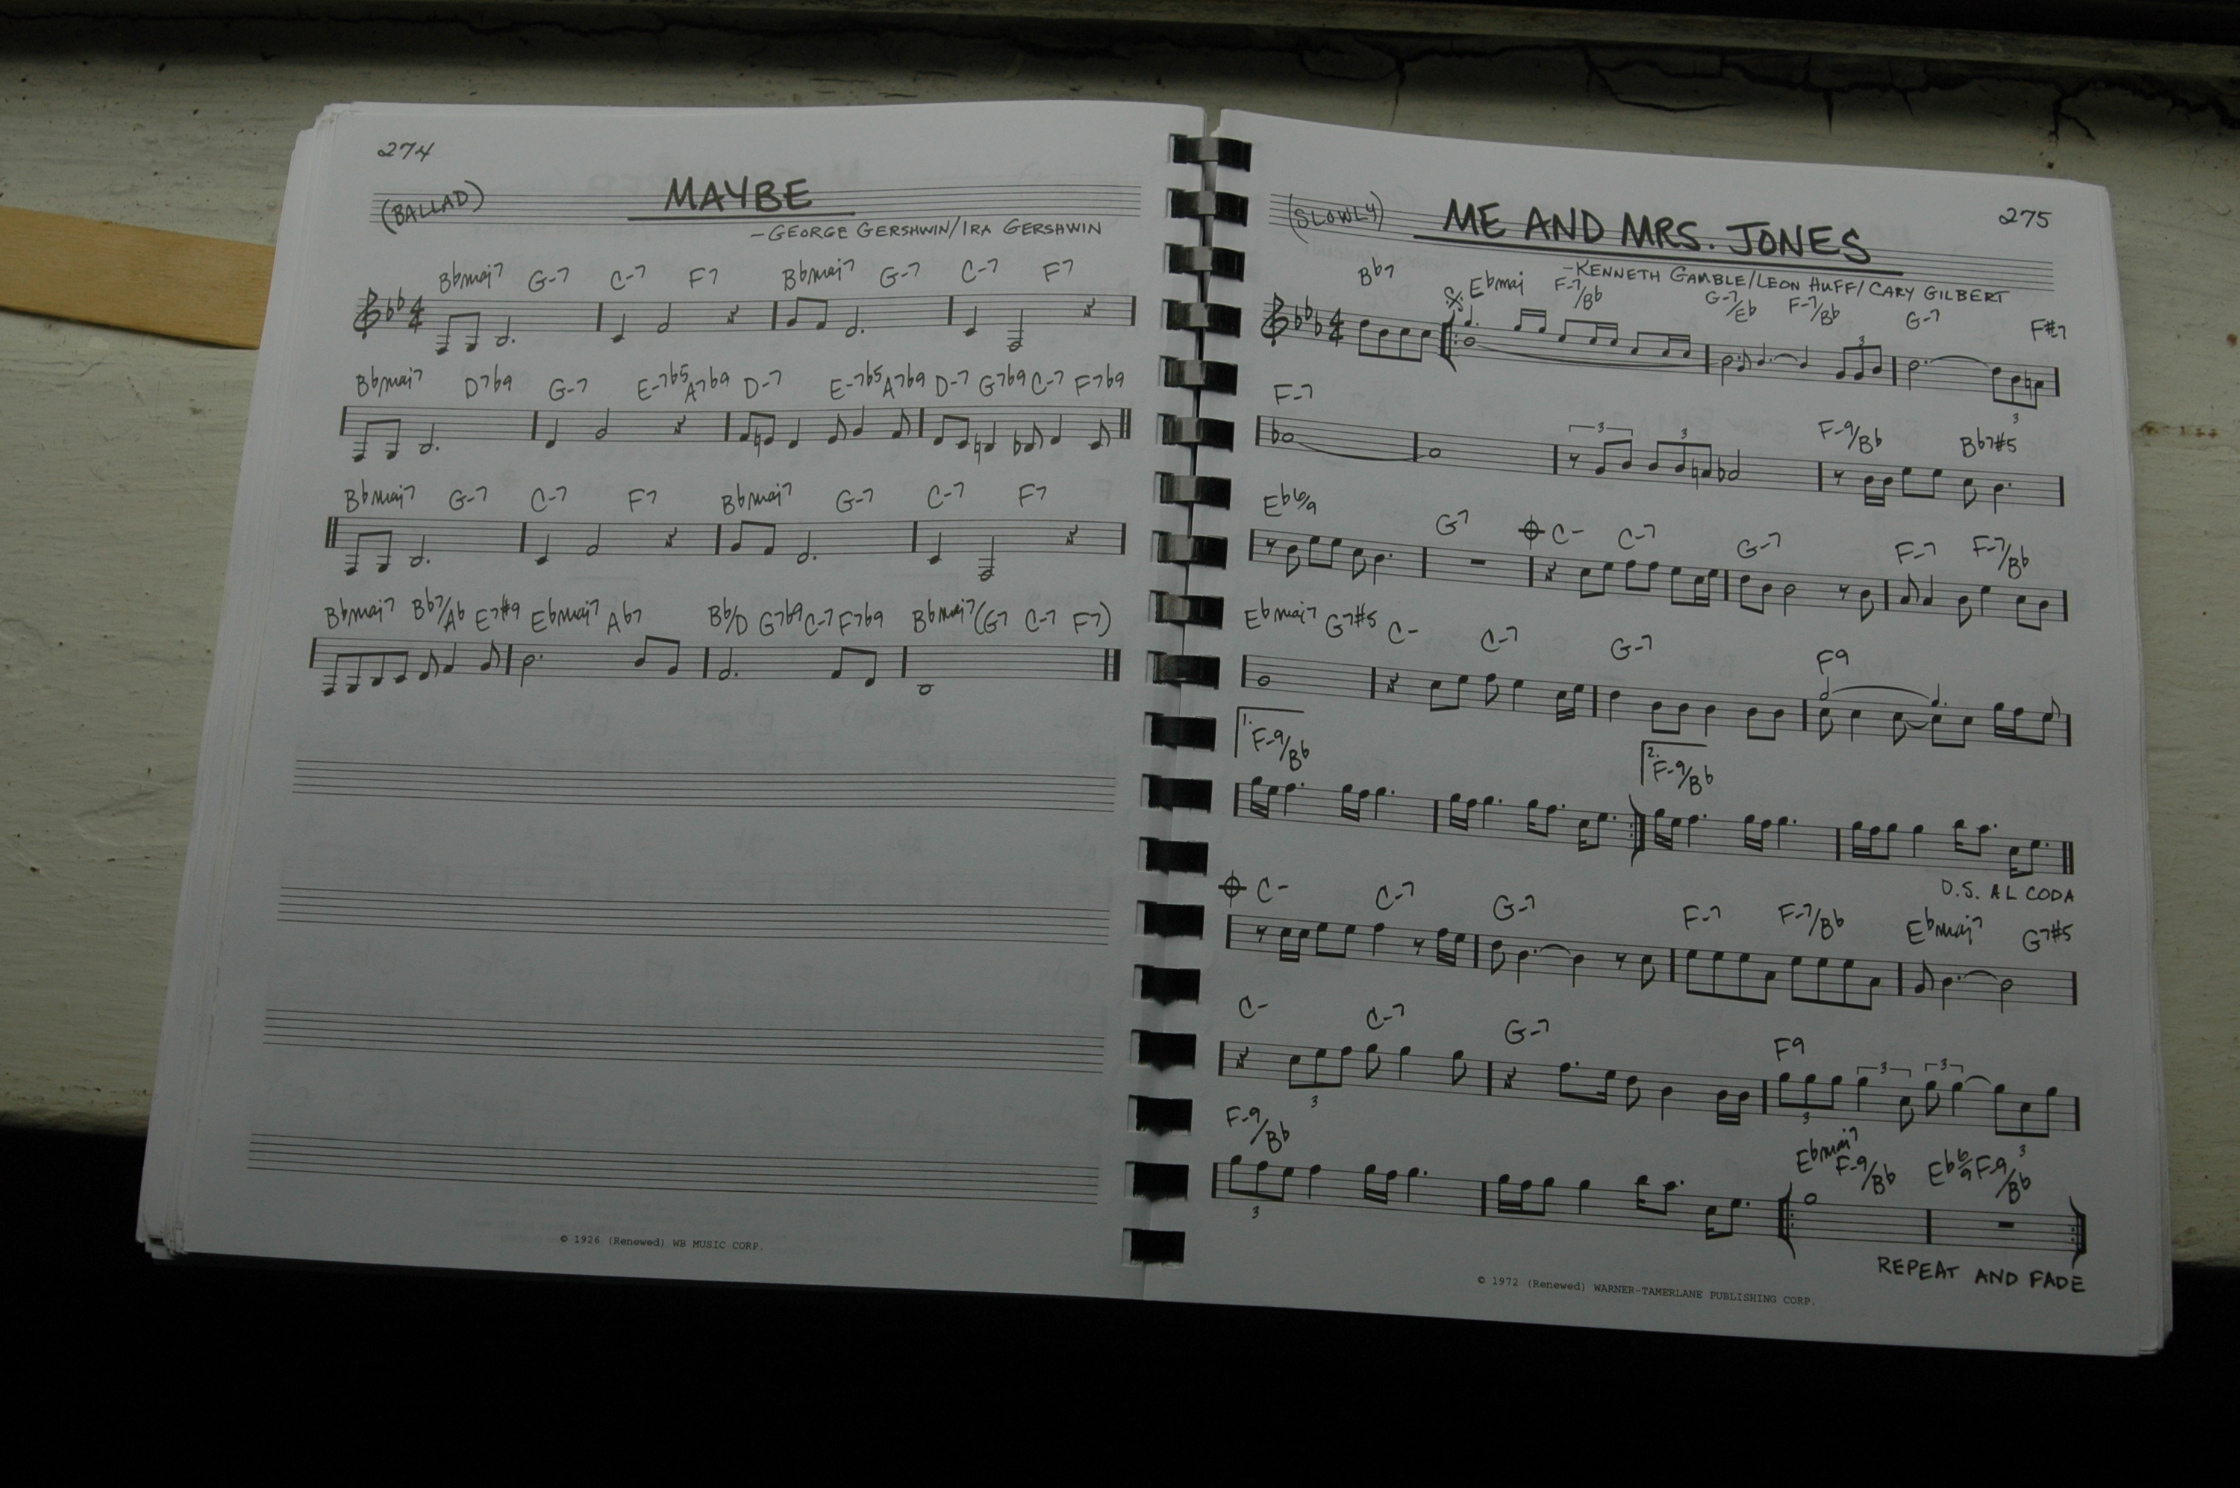 274
(BALLAD)
MAYBE
-GEORGE GERSHWIN/IRA GERSHWIN
B♭maj7 G-7 C-7 F7 B♭maj7 G-7 C-7 F7
B♭maj7 D7♭9 G-7 E-7♭5 A7♭9 D-7 E-7♭5 A7♭9 D-7 G7♭9 C-7 F7♭9
B♭maj7 G-7 C-7 F7 B♭maj7 G-7 C-7 F7
B♭maj7 B♭7/A♭ E7#9 E♭maj7 A♭7 B♭/D G7♭9 C-7 F7♭9 B♭maj7 (G7 C-7 F7)
© 1926 (Renewed) WB MUSIC CORP.
275
(SLOWLY)
ME AND MRS. JONES
-KENNETH GAMBLE/LEON HUFF/CARY GILBERT
B♭7 E♭maj F-7/B♭ G-7/E♭ F-7/B♭ G-7 F#7
3
3
F-7 F-9/B♭ B♭7#5
3 3
E♭6/9 G7 C- C-7 G-7 F-7 F-7/B♭
E♭maj7 G7#5 C- C-7 G-7 F9
1. F-9/B♭ 2. F-9/B♭
D.S. AL CODA
C- C-7 G-7 F-7 F-7/B♭ E♭maj7 G7#5
C- C-7 G-7 F9
3 3 3 3 3
F-9/B♭ E♭maj7 F-9/B♭ E♭6/9 F-9/B♭
3
REPEAT AND FADE
© 1972 (Renewed) WARNER-TAMERLANE PUBLISHING CORP.